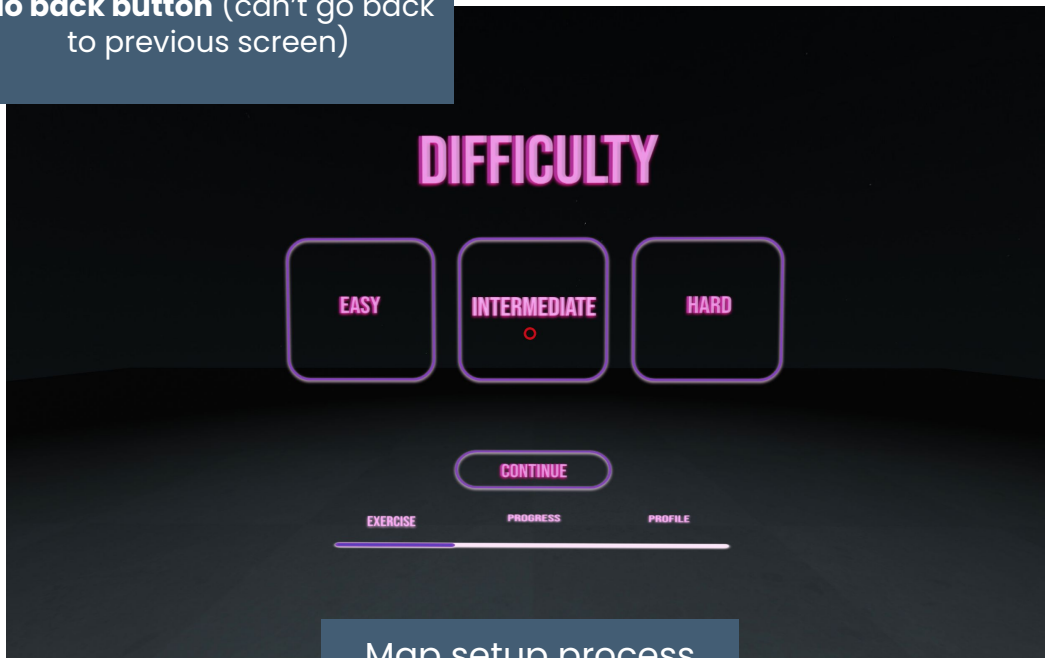 back button (can't go back
to previous screen)
DIFFICULTY
EASY
INTERMEDIATE
HARD
CONTINUE
EXERCISE
PROGRESS
PROFILE
Map setup process